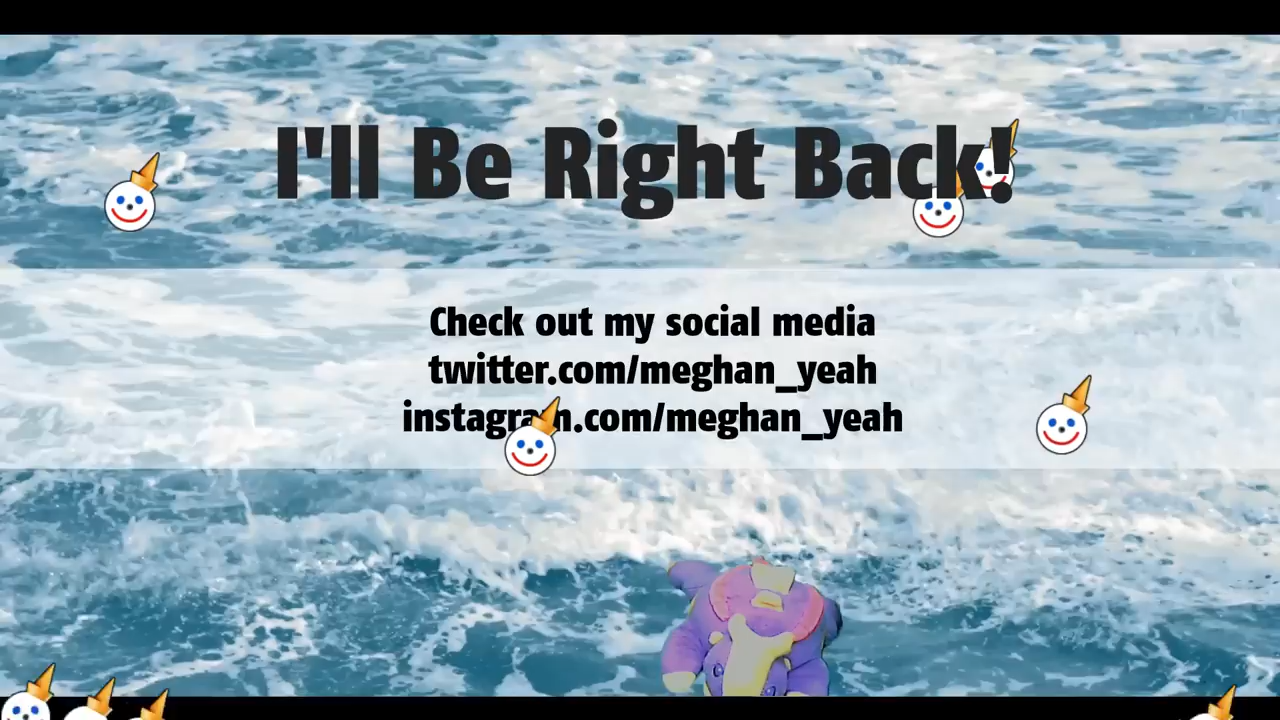 I'll Be Right Back!
Check out my social media
twitter.com/meghan_yeah
instagram.com/meghan_yeah